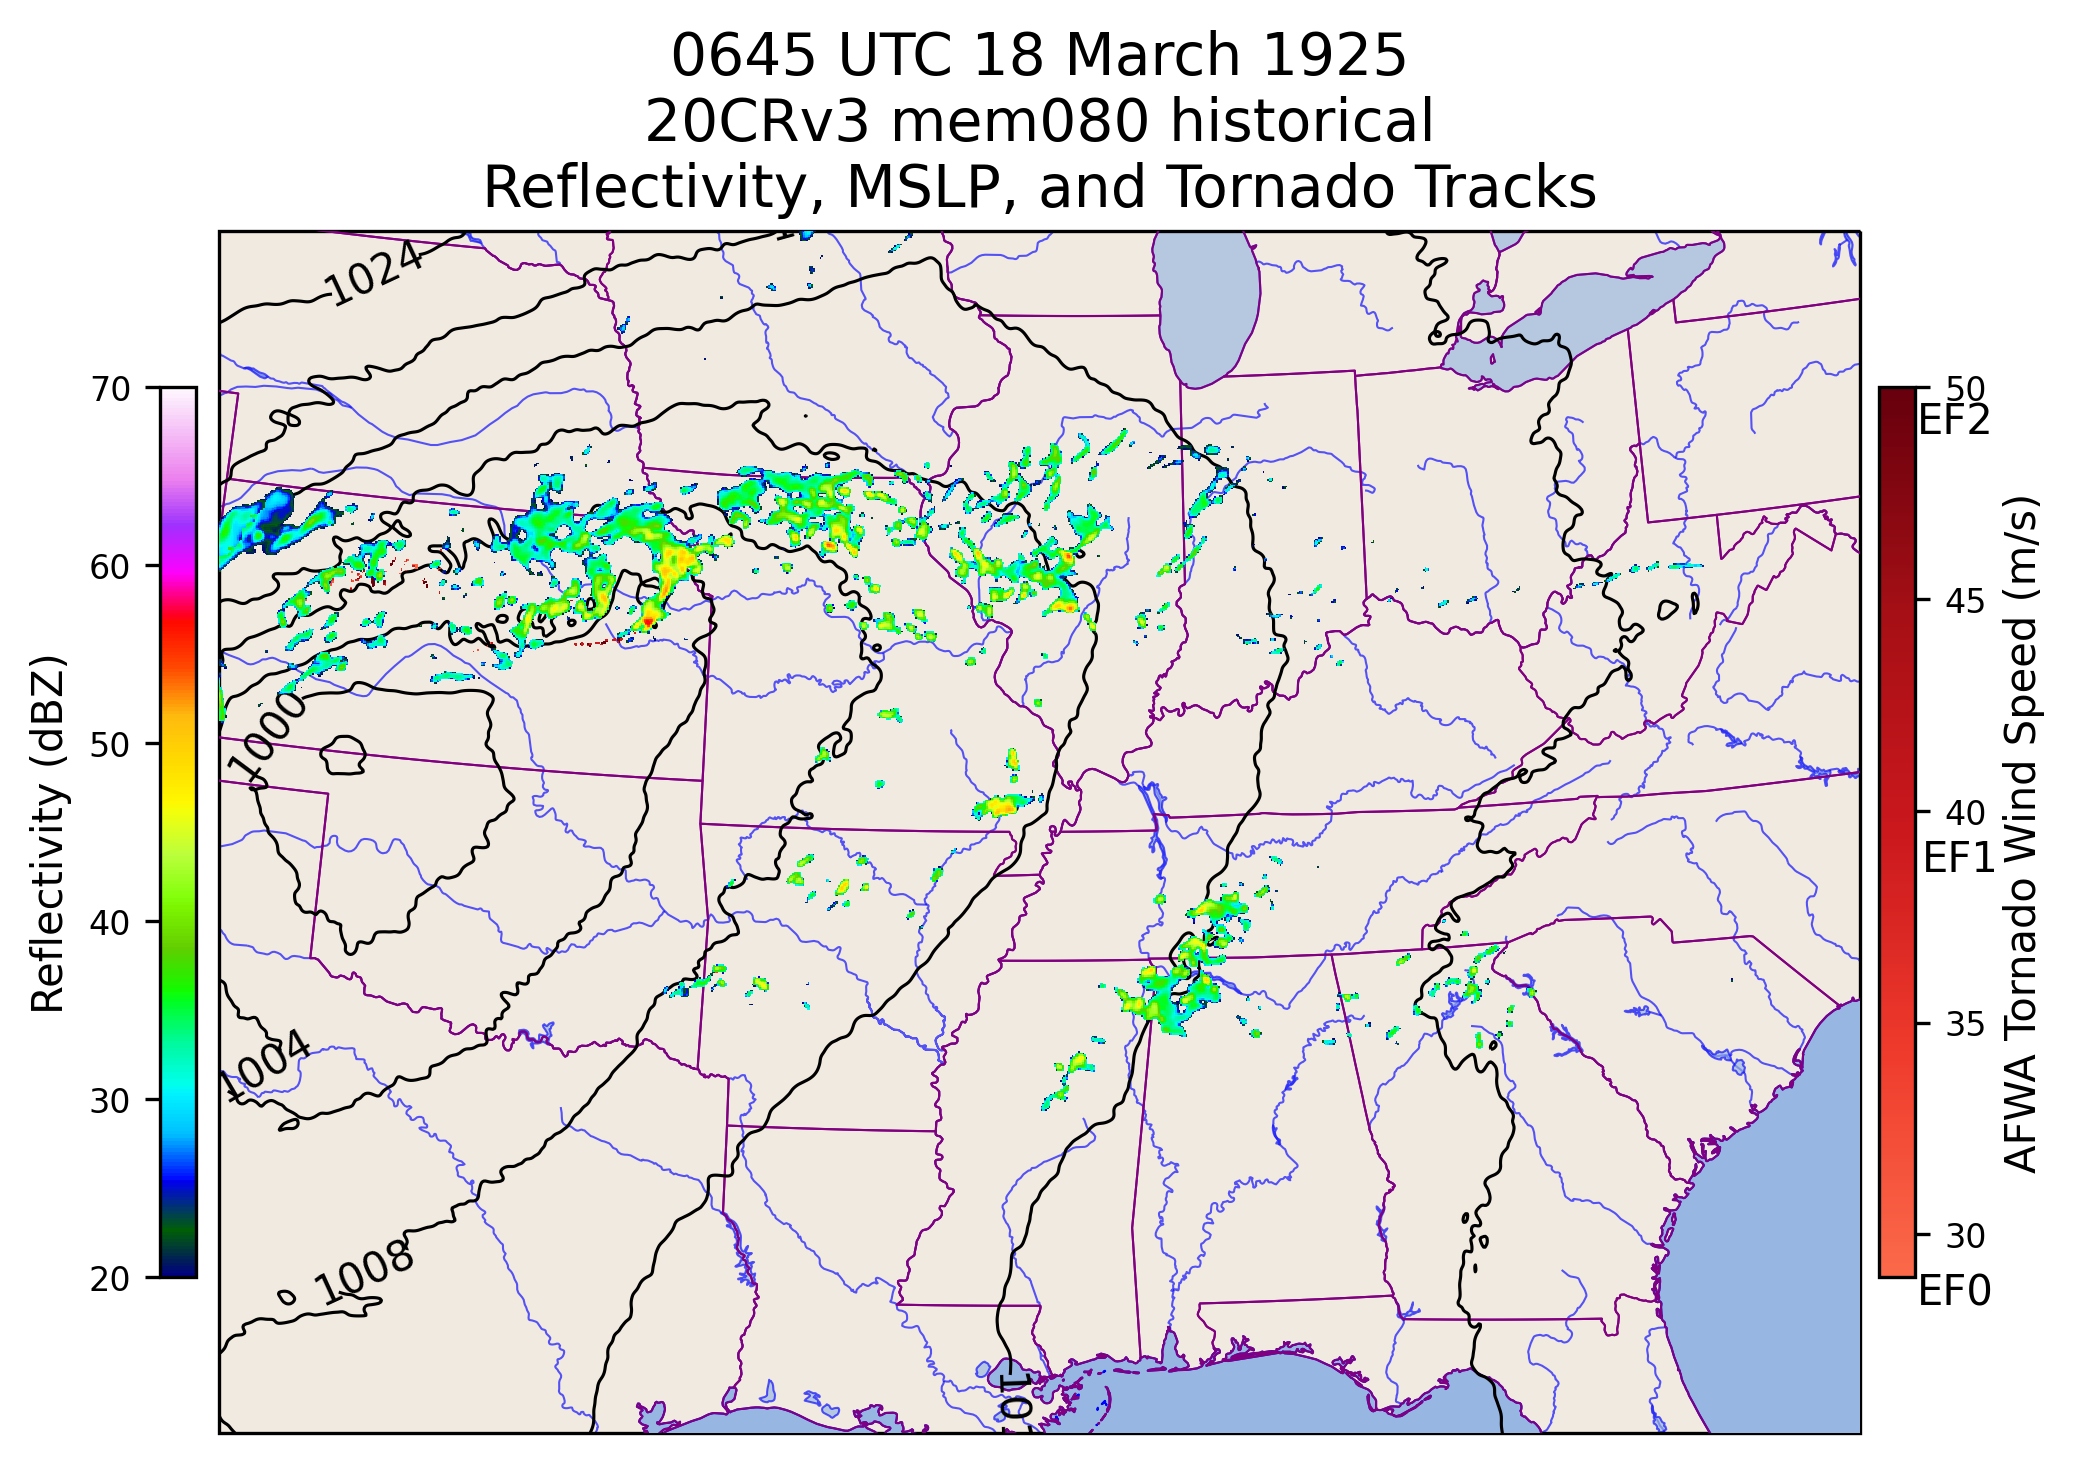 0645 UTC 18 March 1925
20CRv3 mem080 historical
Reflectivity, MSLP, and Tornado Tracks
1024
1000
1004
1008
70
60
50
40
30
20
Reflectivity (dBZ)
50
EF2
45
40
EF1
35
30
EF0
AFWA Tornado Wind Speed (m/s)